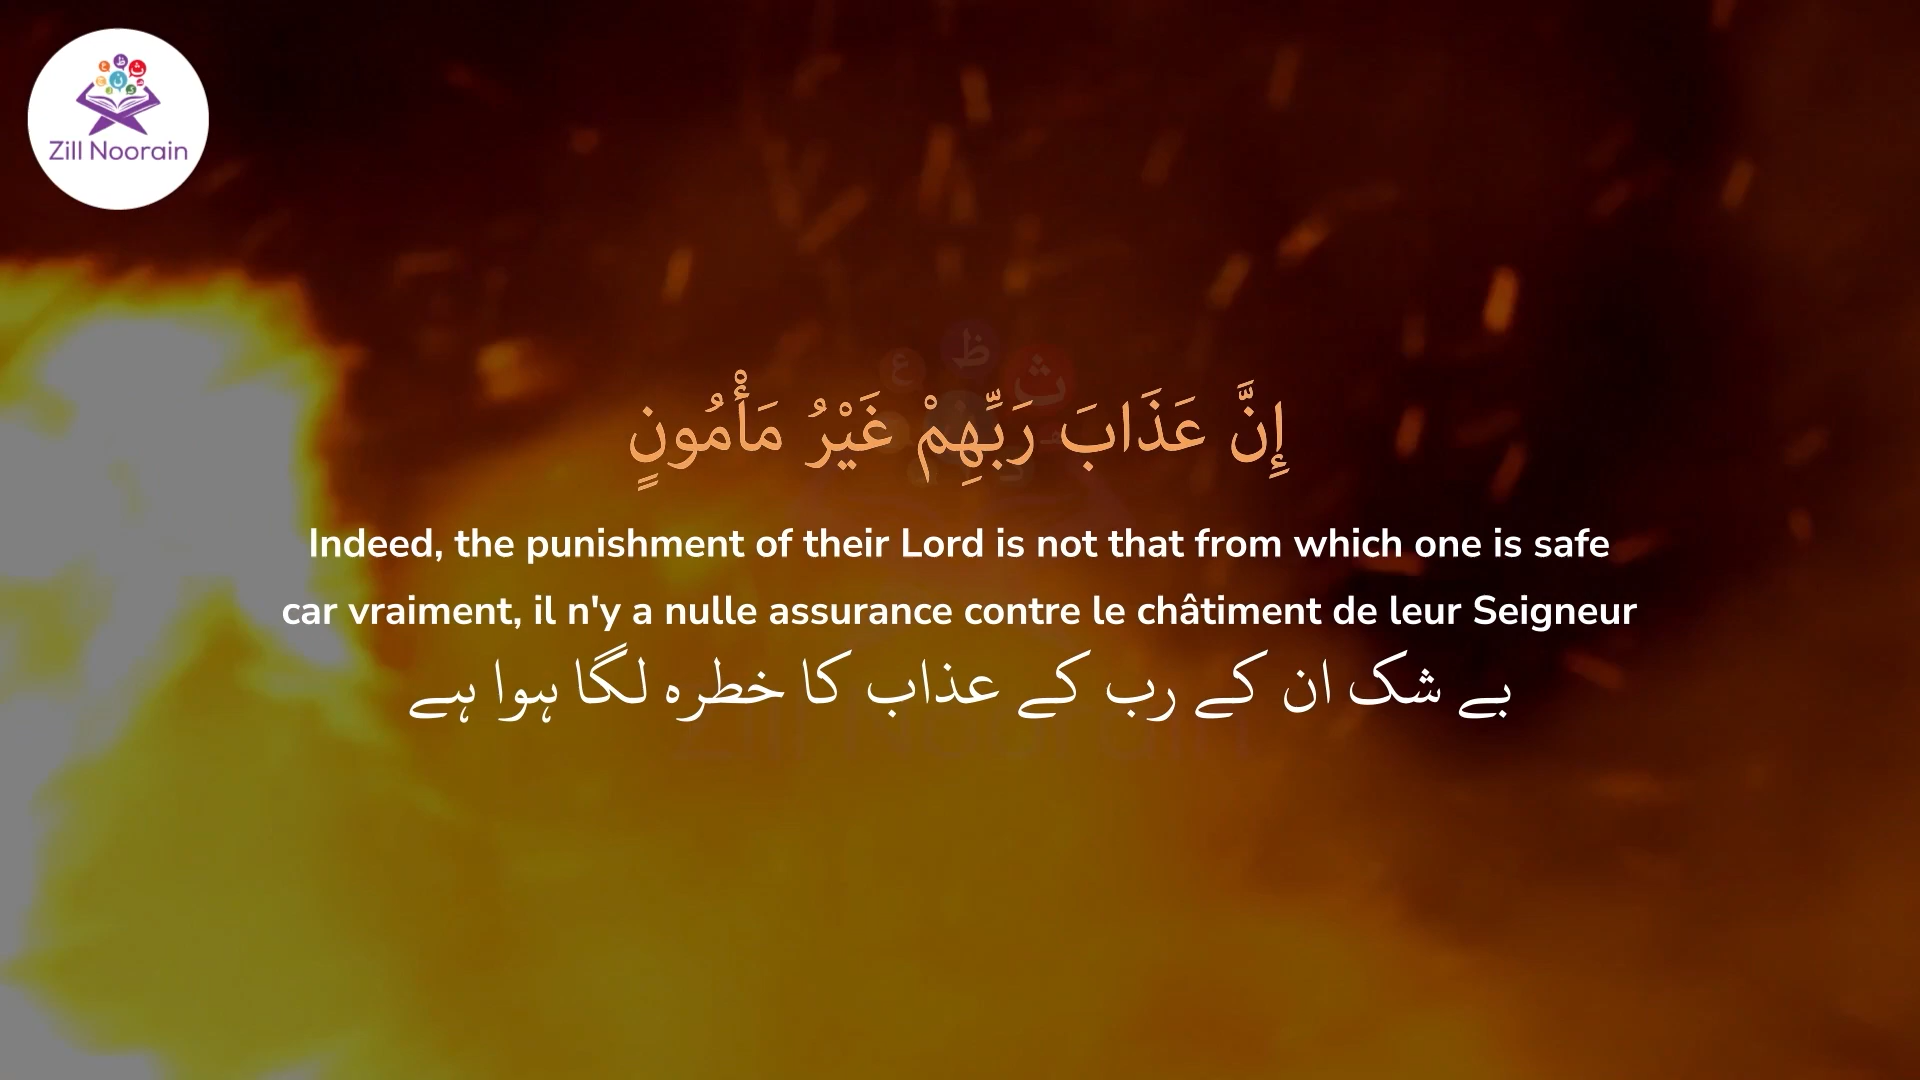 Zill Noorain
إِنَّ عَذَابَ رَبِّهِمْ غَيْرُ مَأْمُونٍ
Indeed, the punishment of their Lord is not that from which one is safe
car vraiment, il n'y a nulle assurance contre le châtiment de leur Seigneur
بے شک ان کے رب کے عذاب کا خطرہ لگا ہوا ہے
Zill Noorain